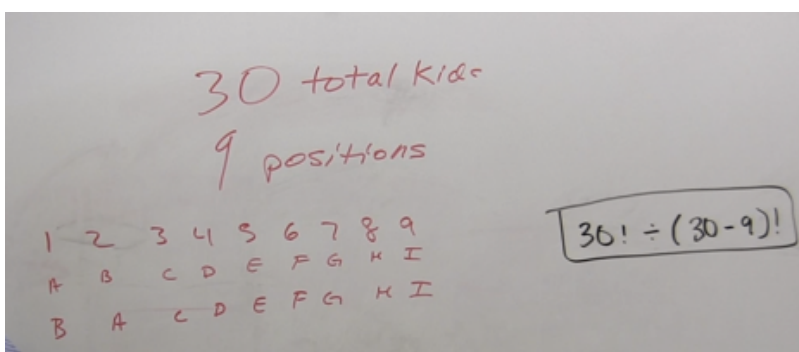 30 total kids
9 positions
1 2 3 4 5 6 7 8 9
A B C D E F G H I
B A C D E F G H I
30! ÷ (30-9)!